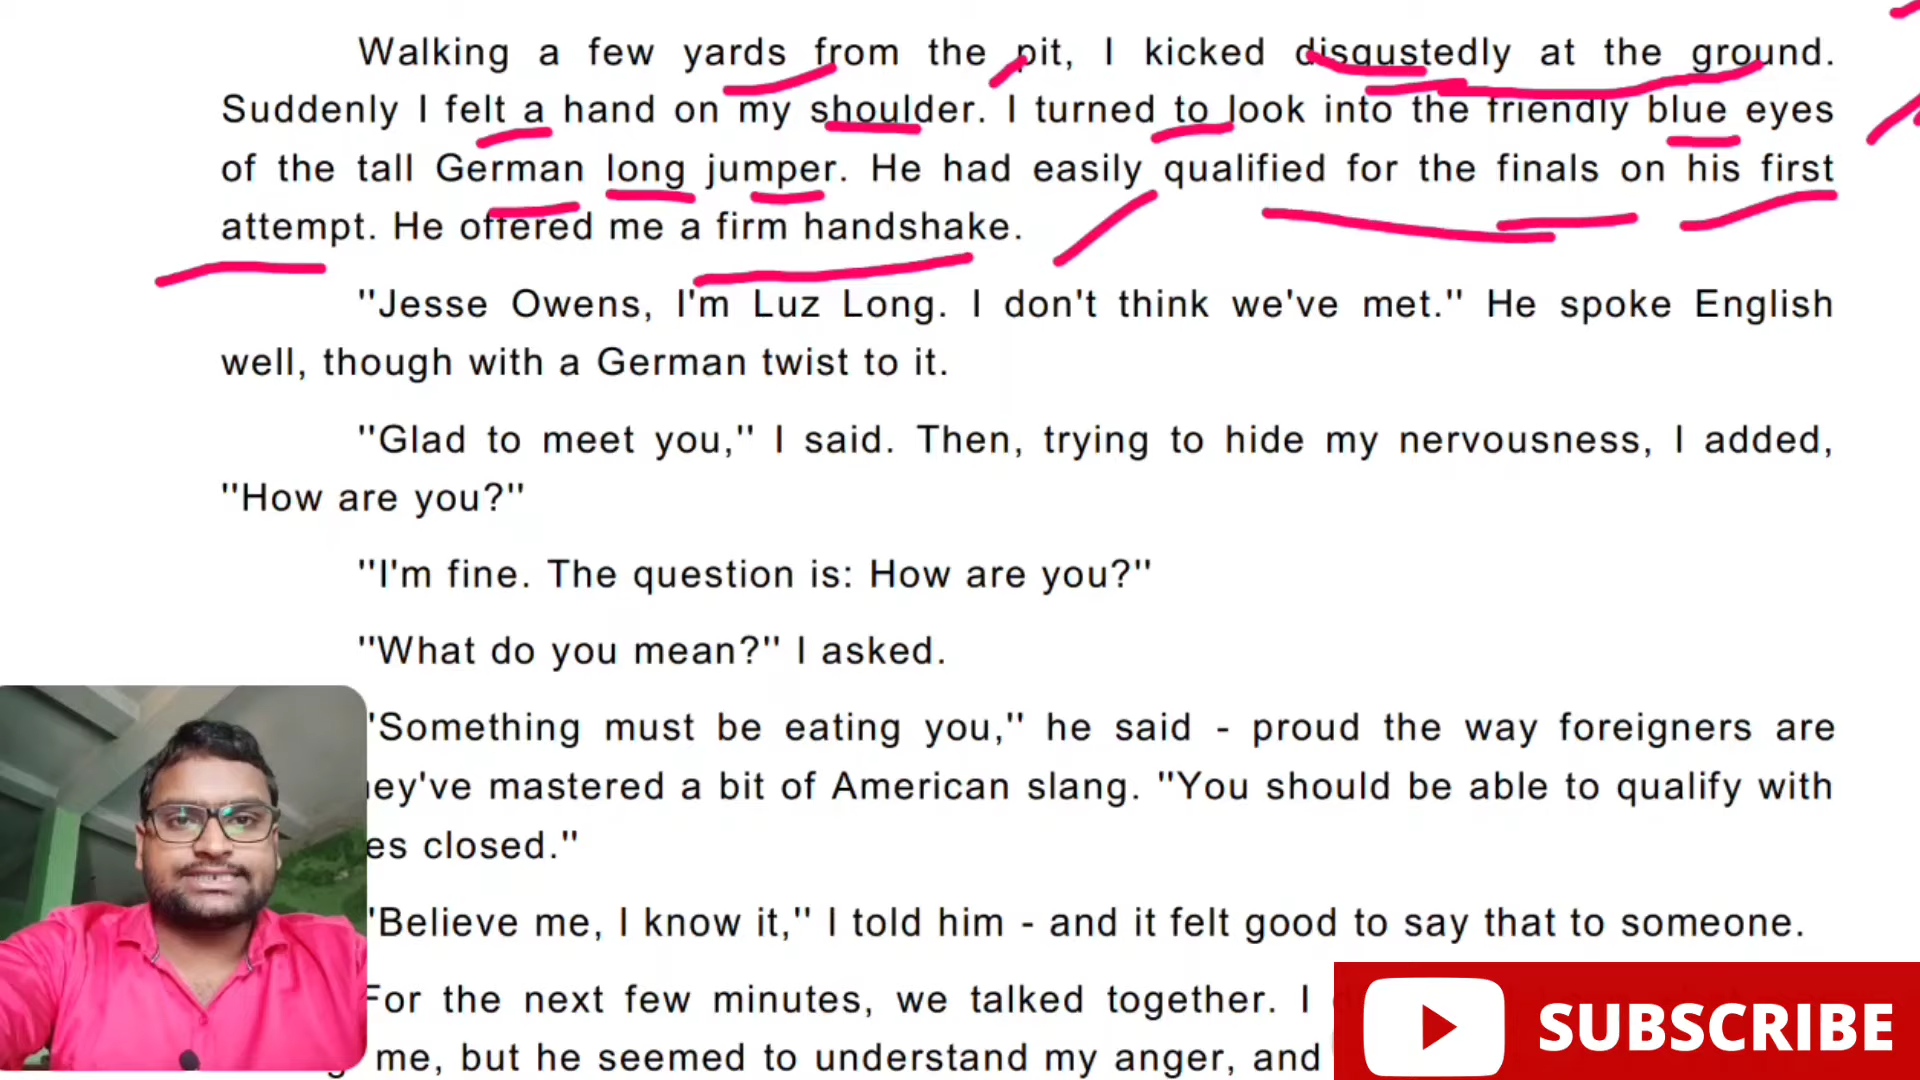 Walking a few yards from the pit, I kicked disgustedly at the ground.
Suddenly I felt a hand on my shoulder. I turned to look into the friendly blue eyes
of the tall German long jumper. He had easily qualified for the finals on his first
attempt. He offered me a firm handshake.
"Jesse Owens, I'm Luz Long. I don't think we've met." He spoke English
well, though with a German twist to it.
"Glad to meet you," I said. Then, trying to hide my nervousness, I added,
"How are you?"
"I'm fine. The question is: How are you?"
"What do you mean?" I asked.
"Something must be eating you," he said - proud the way foreigners are
ey've mastered a bit of American slang. "You should be able to qualify with
es closed."
"Believe me, I know it," I told him - and it felt good to say that to someone.
For the next few minutes, we talked together. I
me, but he seemed to understand my anger, and
SUBSCRIBE